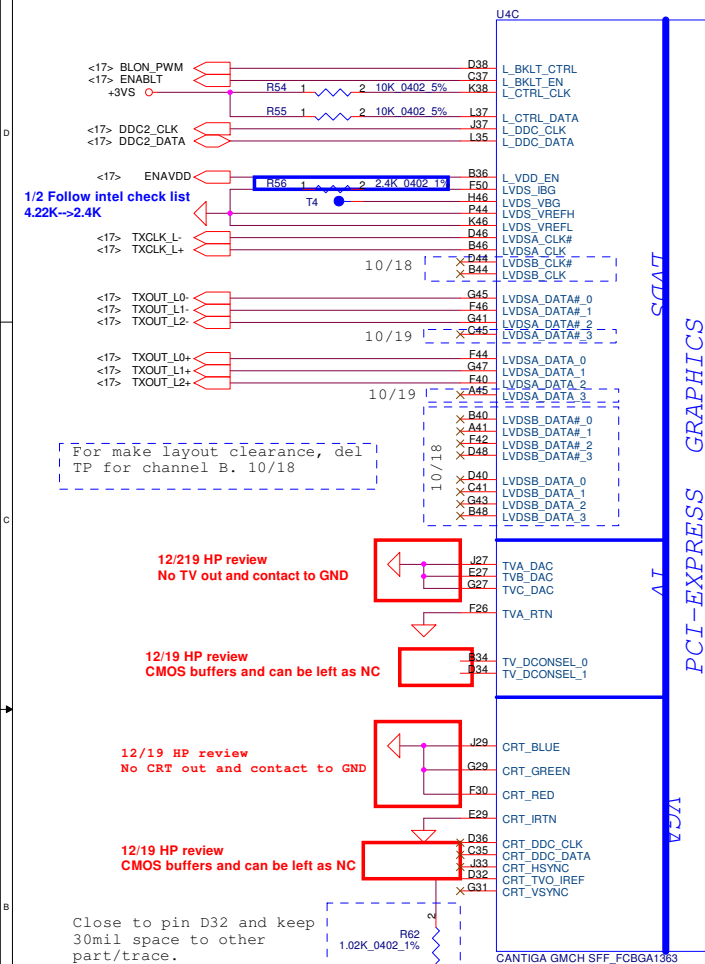 U4C
<17> BLON_PWM D38 L_BKLT_CTRL
<17> ENABLT C37 L_BKLT_EN
+3VS R54 1 2 10K_0402_5% K38 L_CTRL_CLK
R55 1 2 10K_0402_5% L37 L_CTRL_DATA
<17> DDC2_CLK J37 L_DDC_CLK
<17> DDC2_DATA L35 L_DDC_DATA
D
<17> ENAVDD B36 L_VDD_EN
R56 1 2 2.4K_0402_1% F50 LVDS_IBG
1/2 Follow intel check list
4.22K-->2.4K
T4 H46 LVDS_VBG
P44 LVDS_VREFH
K46 LVDS_VREFL
<17> TXCLK_L- D46 LVDSA_CLK#
<17> TXCLK_L+ B46 LVDSA_CLK
10/18 D44 LVDSB_CLK#
B44 LVDSB_CLK
LVDS
<17> TXOUT_L0- G45 LVDSA_DATA#_0
<17> TXOUT_L1- F46 LVDSA_DATA#_1
<17> TXOUT_L2- G41 LVDSA_DATA#_2
10/19 C45 LVDSA_DATA#_3
<17> TXOUT_L0+ F44 LVDSA_DATA_0
<17> TXOUT_L1+ G47 LVDSA_DATA_1
<17> TXOUT_L2+ F40 LVDSA_DATA_2
10/19 A45 LVDSA_DATA_3
B40 LVDSB_DATA#_0
A41 LVDSB_DATA#_1
F42 LVDSB_DATA#_2
D48 LVDSB_DATA#_3
10/18
D40 LVDSB_DATA_0
C41 LVDSB_DATA_1
G43 LVDSB_DATA_2
B48 LVDSB_DATA_3
For make layout clearance, del
TP for channel B. 10/18
PCI-EXPRESS GRAPHICS
C
12/219 HP review
No TV out and contact to GND
J27 TVA_DAC
E27 TVB_DAC
G27 TVC_DAC
F26 TVA_RTN
TV
12/19 HP review
CMOS buffers and can be left as NC
B34 TV_DCONSEL_0
D34 TV_DCONSEL_1
12/19 HP review
No CRT out and contact to GND
J29 CRT_BLUE
G29 CRT_GREEN
F30 CRT_RED
E29 CRT_IRTN
VGA
12/19 HP review
CMOS buffers and can be left as NC
D36 CRT_DDC_CLK
C35 CRT_DDC_DATA
J33 CRT_HSYNC
D32 CRT_TVO_IREF
G31 CRT_VSYNC
B
Close to pin D32 and keep
30mil space to other
part/trace.
2
R62
1.02K_0402_1%
CANTIGA GMCH SFF_FCBGA1363